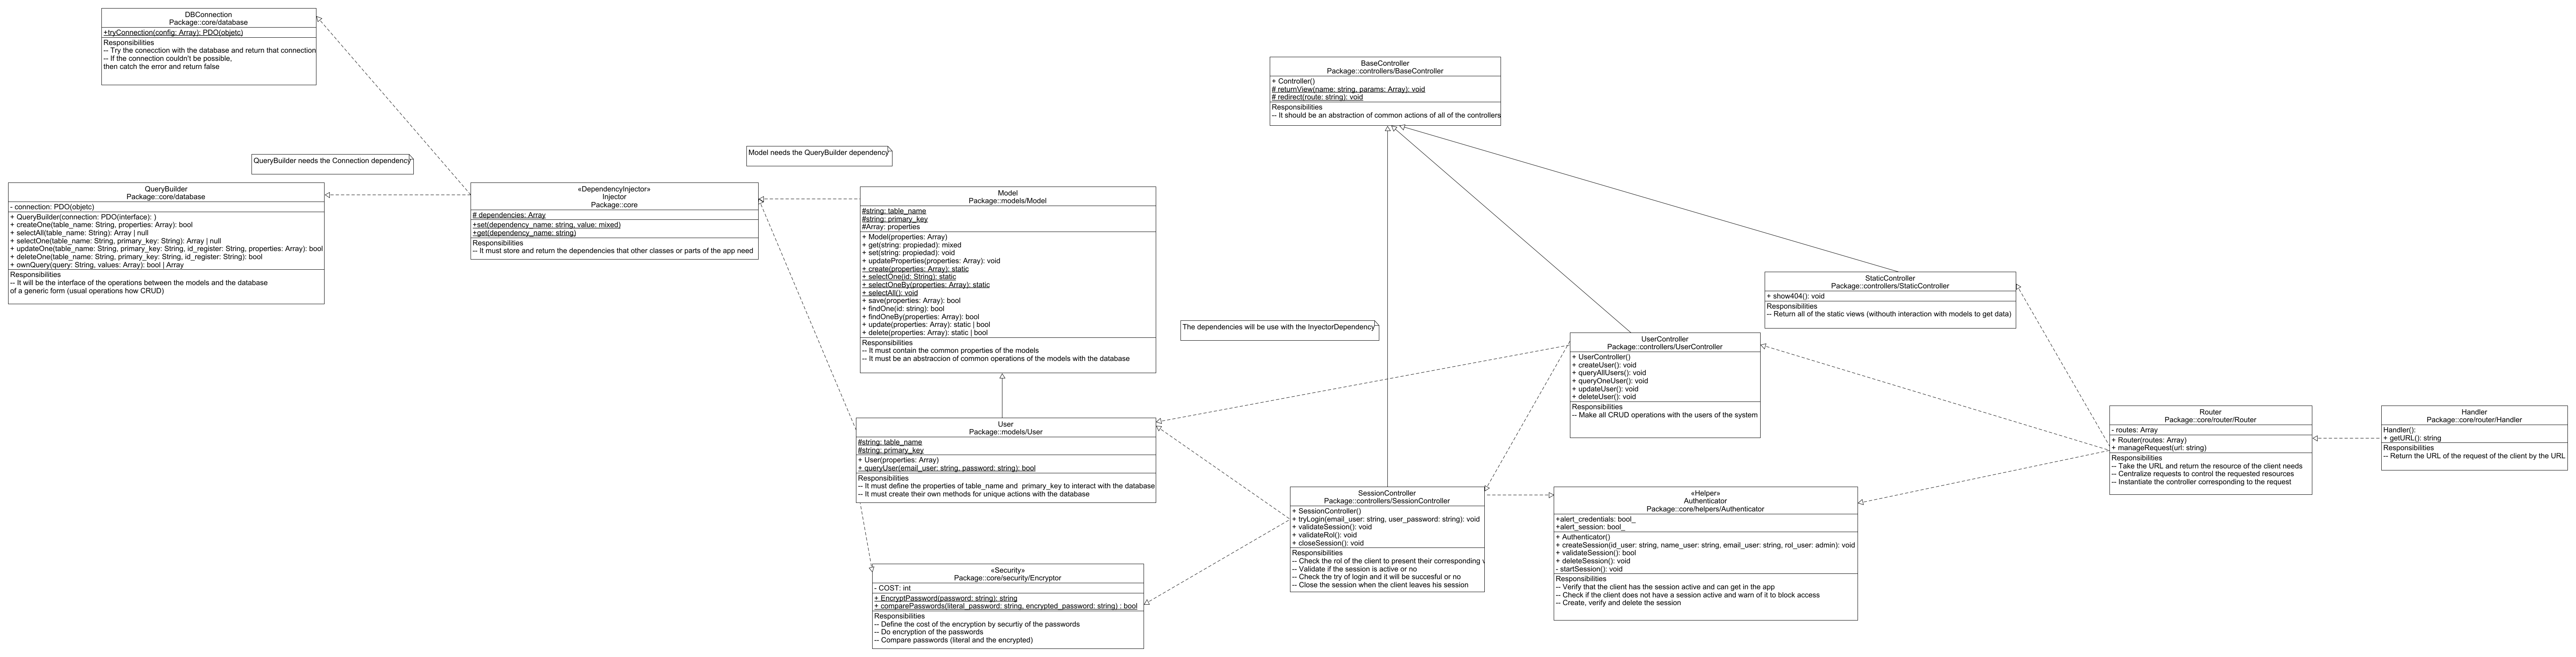 DBConnection
Package::core/database
+tryConnection(config: Array): PDO(objetc)
Responsibilities
-- Try the conecction with the database and return that connection
-- If the connection couldn't be possible,
then catch the error and return false
QueryBuilder needs the Connection dependency
QueryBuilder
Package::core/database
- connection: PDO(objetc)
+ QueryBuilder(connection: PDO(interface): )
+ createOne(table_name: String, properties: Array): bool
+ selectAll(table_name: String): Array | null
+ selectOne(table_name: String, primary_key: String): Array | null
+ updateOne(table_name: String, primary_key: String, id_register: String, properties: Array): bool
+ deleteOne(table_name: String, primary_key: String, id_register: String): bool
+ ownQuery(query: String, values: Array): bool | Array
Responsibilities
-- It will be the interface of the operations between the models and the database
of a generic form (usual operations how CRUD)
«DependencyInjector»
Injector
Package::core
# dependencies: Array
+set(dependency_name: string, value: mixed)
+get(dependency_name: string)
Responsibilities
-- It must store and return the dependencies that other classes or parts of the app need
Model needs the QueryBuilder dependency
Model
Package::models/Model
#string: table_name
#string: primary_key
#Array: properties
+ Model(properties: Array)
+ get(string: propiedad): mixed
+ set(string: propiedad): void
+ updateProperties(properties: Array): void
+ create(properties: Array): static
+ selectOne(id: String): static
+ selectOneBy(properties: Array): static
+ selectAll(): void
+ save(properties: Array): bool
+ findOne(id: string): bool
+ findOneBy(properties: Array): bool
+ update(properties: Array): static | bool
+ delete(properties: Array): static | bool
Responsibilities
-- It must contain the common properties of the models
-- It must be an abstraccion of common operations of the models with the database
User
Package::models/User
#string: table_name
#string: primary_key
+ User(properties: Array)
+ queryUser(email_user: string, password: string): bool
Responsibilities
-- It must define the properties of table_name and  primary_key to interact with the database
-- It must create their own methods for unique actions with the database
«Security»
Package::core/security/Encryptor
- COST: int
+ EncryptPassword(password: string): string
+ comparePasswords(literal_password: string, encrypted_password: string) : bool
Responsibilities
-- Define the cost of the encryption by securtiy of the passwords
-- Do encryption of the passwords
-- Compare passwords (literal and the encrypted)
BaseController
Package::controllers/BaseController
+ Controller()
# returnView(name: string, params: Array): void
# redirect(route: string): void
Responsibilities
-- It should be an abstraction of common actions of all of the controllers
The dependencies will be use with the InyectorDependency
StaticController
Package::controllers/StaticController
+ show404(): void
Responsibilities
-- Return all of the static views (withouth interaction with models to get data)
UserController
Package::controllers/UserController
+ UserController()
+ createUser(): void
+ queryAllUsers(): void
+ queryOneUser(): void
+ updateUser(): void
+ deleteUser(): void
Responsibilities
-- Make all CRUD operations with the users of the system
SessionController
Package::controllers/SessionController
+ SessionController()
+ tryLogin(email_user: string, user_password: string): void
+ validateSession(): void
+ validateRol(): void
+ closeSession(): void
Responsibilities
-- Check the rol of the client to present their corresponding
-- Validate if the session is active or no
-- Check the try of login and it will be succesful or no
-- Close the session when the client leaves his session
«Helper»
Authenticator
Package::core/helpers/Authenticator
+alert_credentials: bool_
+alert_session: bool_
+ Authenticator()
+ createSession(id_user: string, name_user: string, email_user: string, rol_user: admin): void
+ validateSession(): bool
+ deleteSession(): void
- startSession(): void
Responsibilities
-- Verify that the client has the session active and can get in the app
-- Check if the client does not have a session active and warn of it to block access
-- Create, verify and delete the session
Router
Package::core/router/Router
- routes: Array
+ Router(routes: Array)
+ manageRequest(url: string)
Responsibilities
-- Take the URL and return the resource of the client needs
-- Centralize requests to control the requested resources
-- Instantiate the controller corresponding to the request
Handler
Package::core/router/Handler
Handler():
+ getURL(): string
Responsibilities
-- Return the URL of the request of the client by the URL